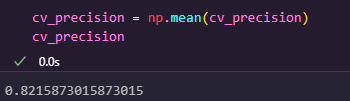 cv_precision = np.mean(cv_precision)
cv_precision
0.0s
0.8215873015873015